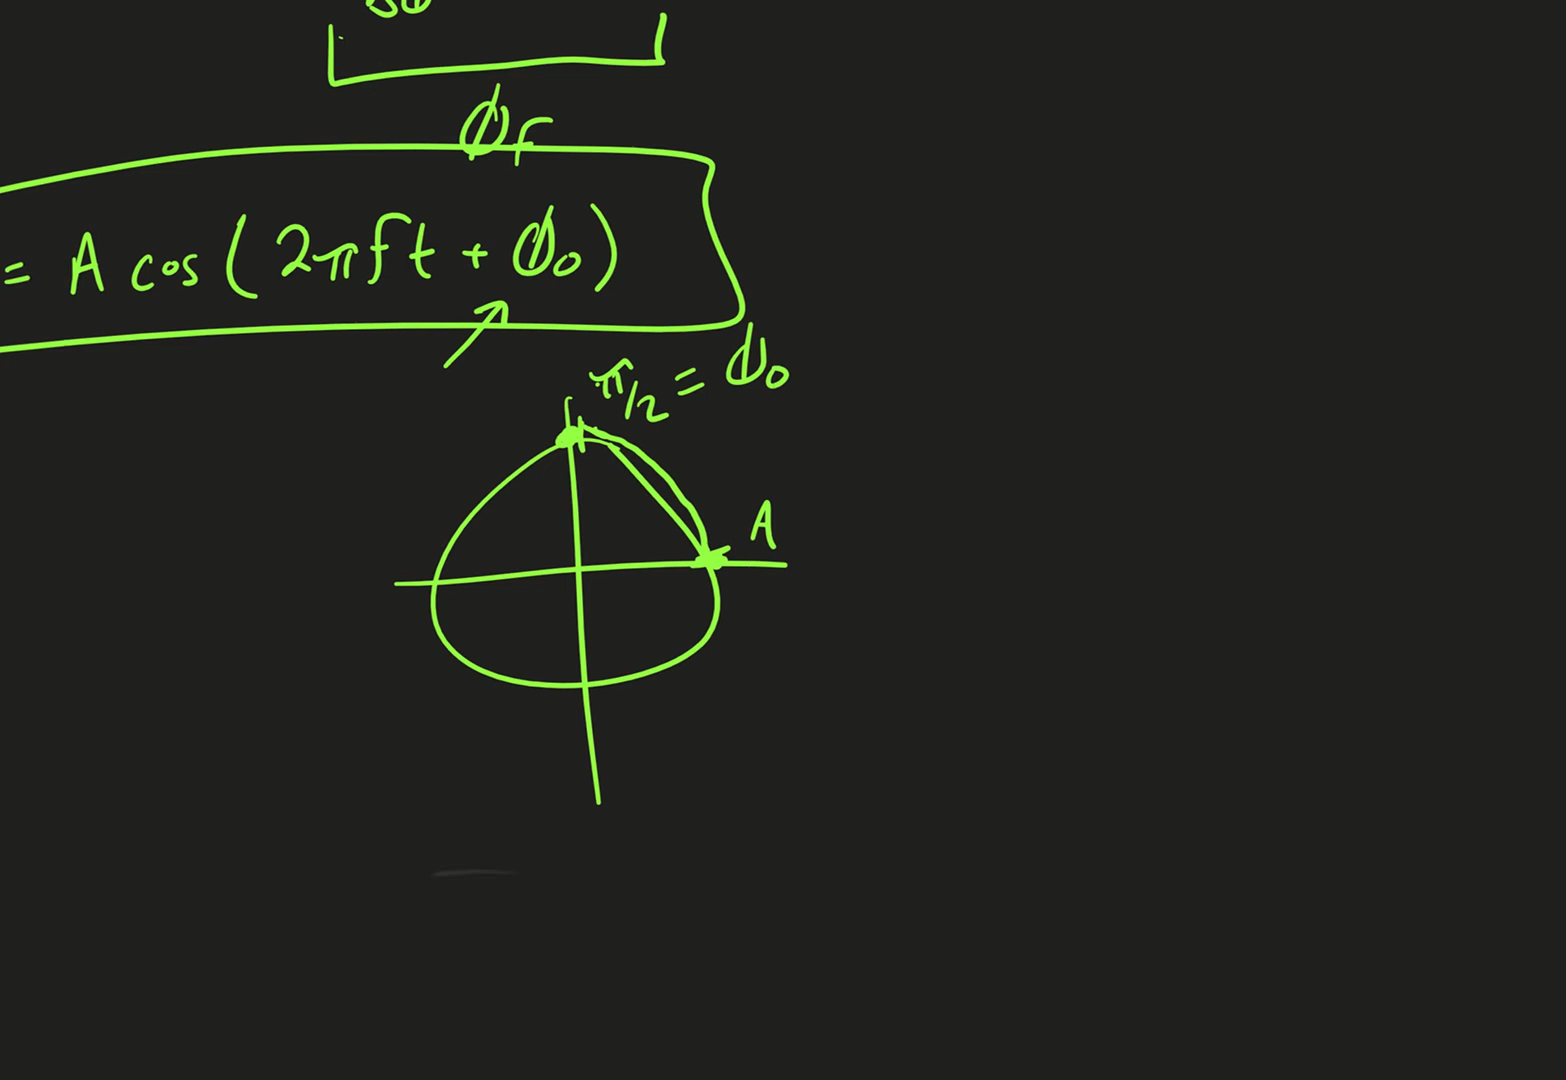 ϕf
= A cos(2πft + ϕ₀)
π/2 = ϕ₀
A